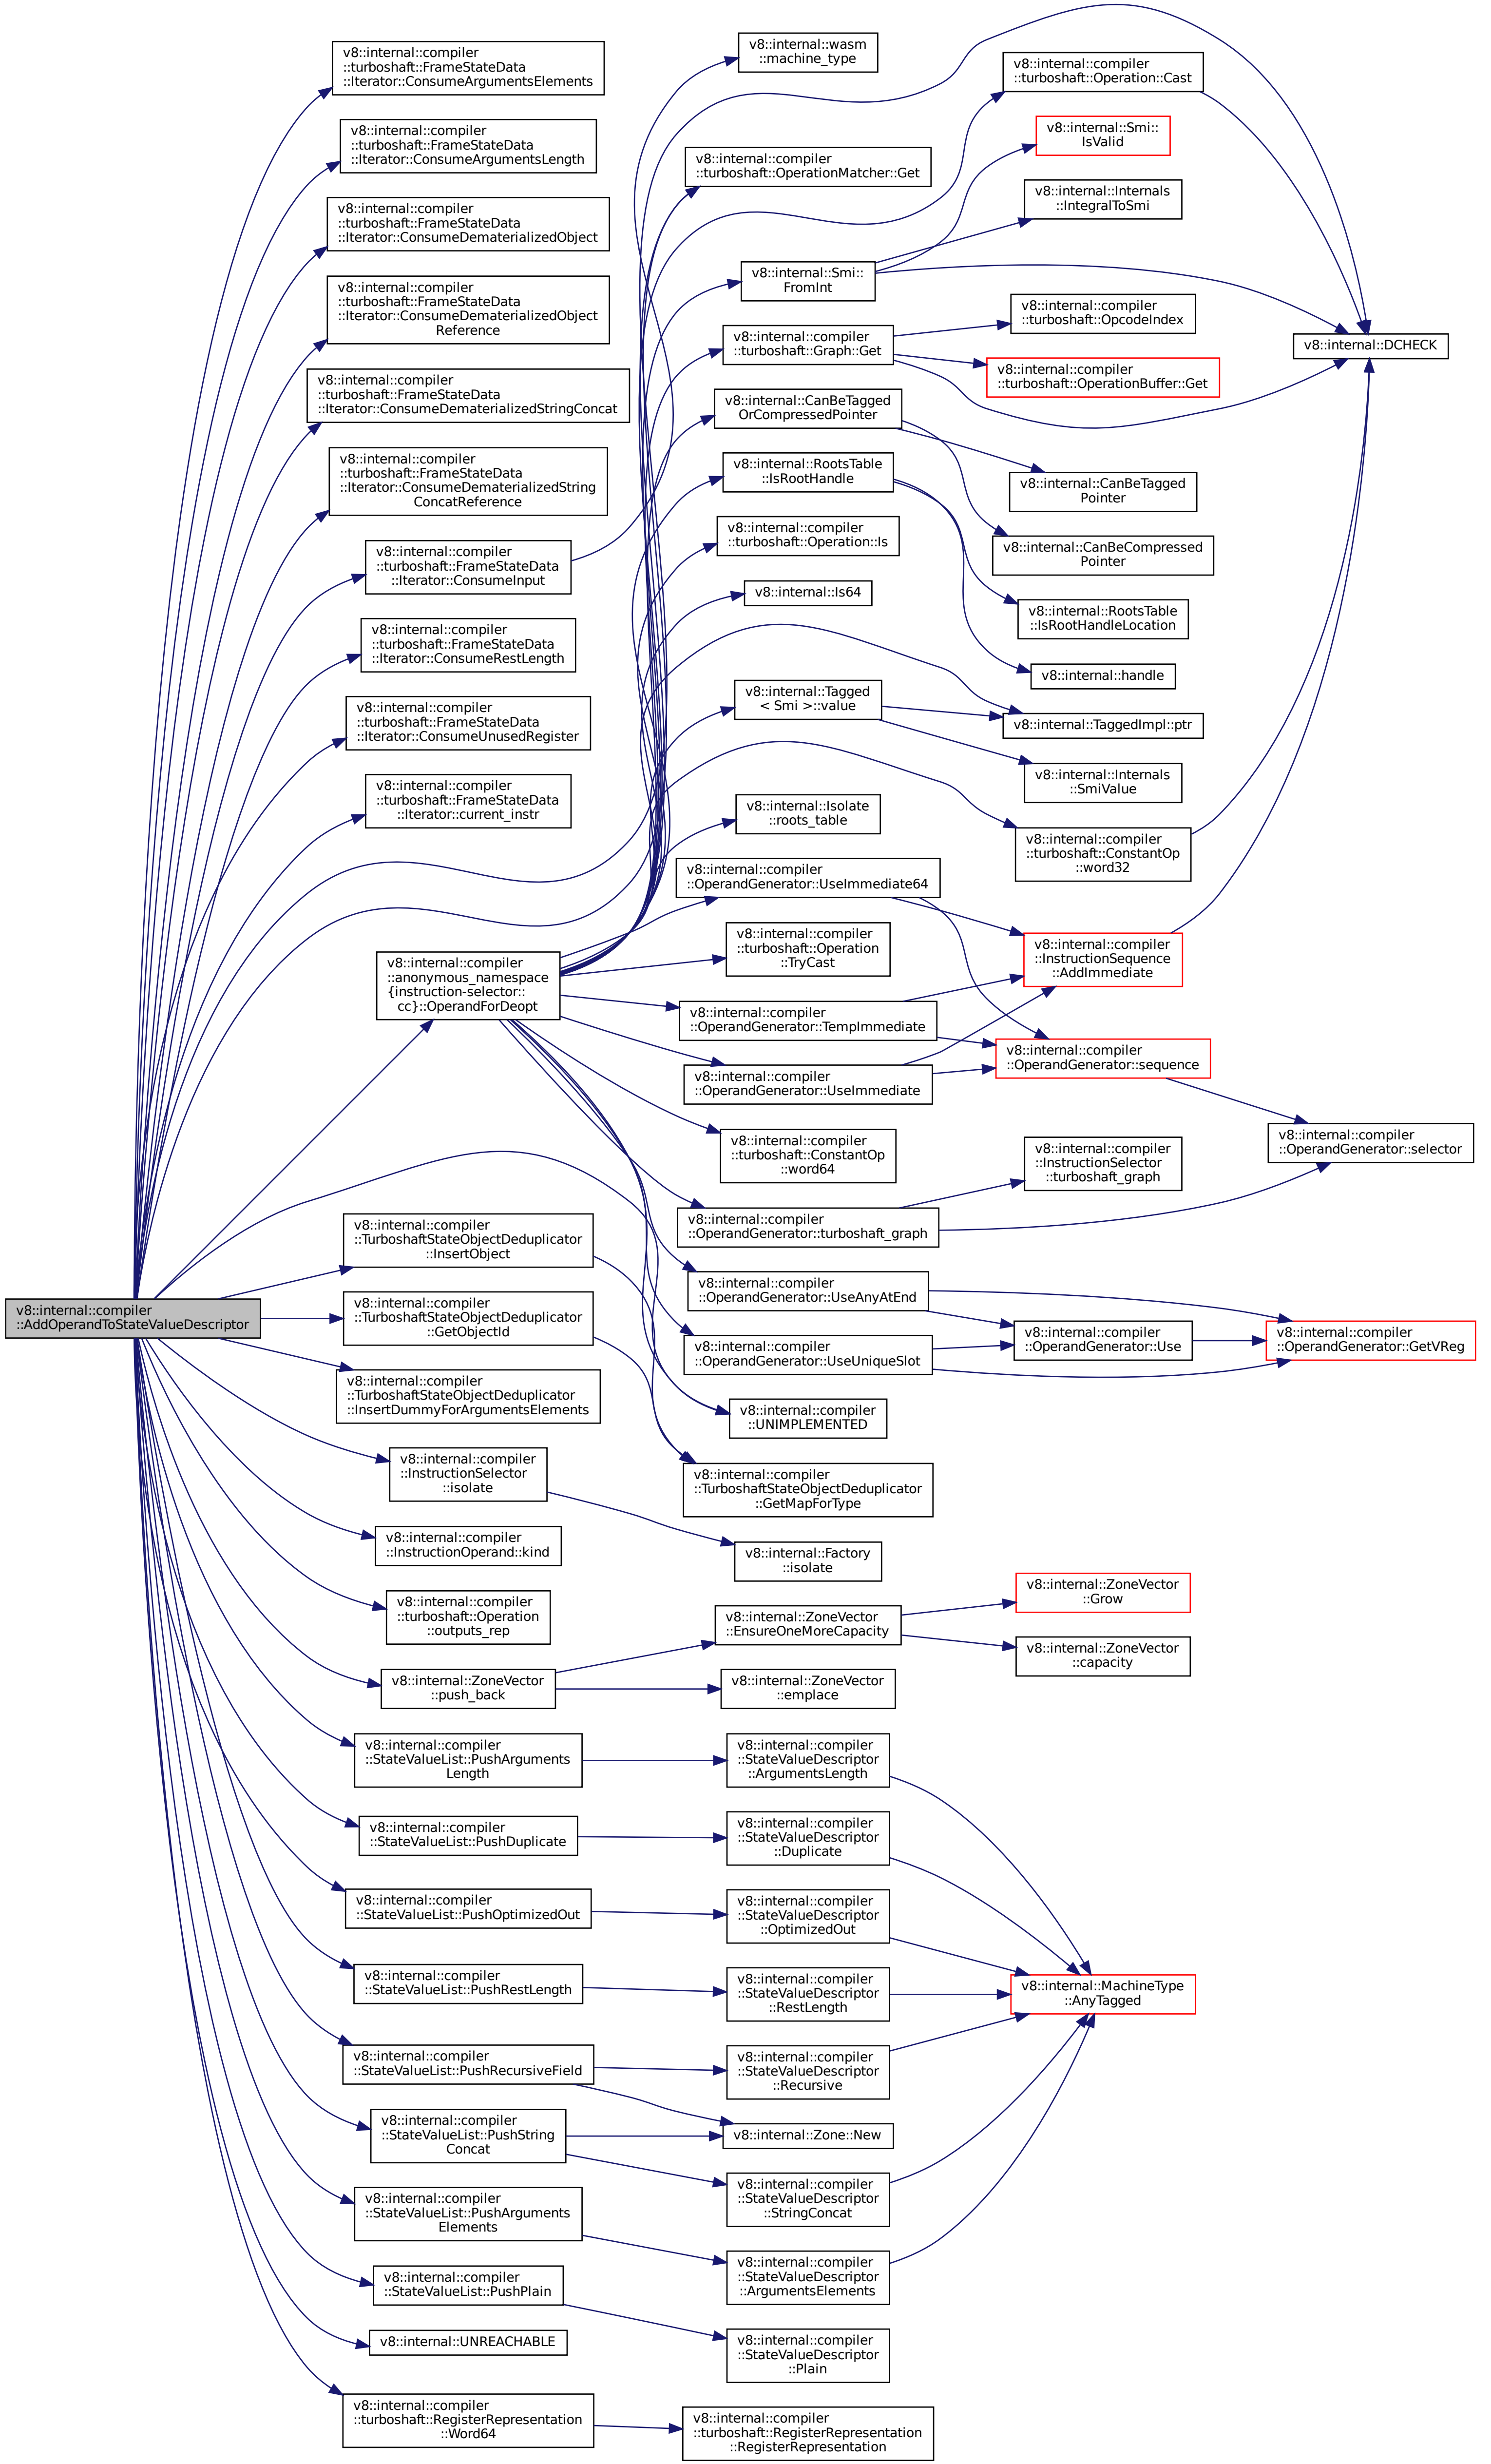 v8::internal::compiler
::AddOperandToStateValueDescriptor
v8::internal::compiler
::turboshaft::FrameStateData
::Iterator::ConsumeArgumentsElements
v8::internal::compiler
::turboshaft::FrameStateData
::Iterator::ConsumeArgumentsLength
v8::internal::compiler
::turboshaft::FrameStateData
::Iterator::ConsumeDematerializedObject
v8::internal::compiler
::turboshaft::FrameStateData
::Iterator::ConsumeDematerializedObject
Reference
v8::internal::compiler
::turboshaft::FrameStateData
::Iterator::ConsumeDematerializedStringConcat
v8::internal::compiler
::turboshaft::FrameStateData
::Iterator::ConsumeDematerializedString
ConcatReference
v8::internal::compiler
::turboshaft::FrameStateData
::Iterator::ConsumeInput
v8::internal::compiler
::turboshaft::FrameStateData
::Iterator::ConsumeRestLength
v8::internal::compiler
::turboshaft::FrameStateData
::Iterator::ConsumeUnusedRegister
v8::internal::compiler
::turboshaft::FrameStateData
::Iterator::current_instr
v8::internal::compiler
::anonymous_namespace
{instruction-selector::
cc}::OperandForDeopt
v8::internal::compiler
::TurboshaftStateObjectDeduplicator
::InsertObject
v8::internal::compiler
::TurboshaftStateObjectDeduplicator
::GetObjectId
v8::internal::compiler
::TurboshaftStateObjectDeduplicator
::InsertDummyForArgumentsElements
v8::internal::compiler
::InstructionSelector
::isolate
v8::internal::compiler
::InstructionOperand::kind
v8::internal::compiler
::turboshaft::Operation
::outputs_rep
v8::internal::ZoneVector
::push_back
v8::internal::compiler
::StateValueList::PushArguments
Length
v8::internal::compiler
::StateValueList::PushDuplicate
v8::internal::compiler
::StateValueList::PushOptimizedOut
v8::internal::compiler
::StateValueList::PushRestLength
v8::internal::compiler
::StateValueList::PushRecursiveField
v8::internal::compiler
::StateValueList::PushString
Concat
v8::internal::compiler
::StateValueList::PushArguments
Elements
v8::internal::compiler
::StateValueList::PushPlain
v8::internal::UNREACHABLE
v8::internal::compiler
::turboshaft::RegisterRepresentation
::Word64
v8::internal::wasm
::machine_type
v8::internal::compiler
::turboshaft::OperationMatcher::Get
v8::internal::Smi::
FromInt
v8::internal::compiler
::turboshaft::Graph::Get
v8::internal::CanBeTagged
OrCompressedPointer
v8::internal::RootsTable
::IsRootHandle
v8::internal::compiler
::turboshaft::Operation::Is
v8::internal::Is64
v8::internal::Tagged
< Smi >::value
v8::internal::Isolate
::roots_table
v8::internal::compiler
::OperandGenerator::UseImmediate64
v8::internal::compiler
::turboshaft::Operation
::TryCast
v8::internal::compiler
::OperandGenerator::TempImmediate
v8::internal::compiler
::OperandGenerator::UseImmediate
v8::internal::compiler
::turboshaft::ConstantOp
::word64
v8::internal::compiler
::OperandGenerator::turboshaft_graph
v8::internal::compiler
::OperandGenerator::UseAnyAtEnd
v8::internal::compiler
::OperandGenerator::UseUniqueSlot
v8::internal::compiler
::UNIMPLEMENTED
v8::internal::compiler
::TurboshaftStateObjectDeduplicator
::GetMapForType
v8::internal::Factory
::isolate
v8::internal::ZoneVector
::EnsureOneMoreCapacity
v8::internal::ZoneVector
::emplace
v8::internal::compiler
::StateValueDescriptor
::ArgumentsLength
v8::internal::compiler
::StateValueDescriptor
::Duplicate
v8::internal::compiler
::StateValueDescriptor
::OptimizedOut
v8::internal::compiler
::StateValueDescriptor
::RestLength
v8::internal::compiler
::StateValueDescriptor
::Recursive
v8::internal::Zone::New
v8::internal::compiler
::StateValueDescriptor
::StringConcat
v8::internal::compiler
::StateValueDescriptor
::ArgumentsElements
v8::internal::compiler
::StateValueDescriptor
::Plain
v8::internal::compiler
::turboshaft::RegisterRepresentation
::RegisterRepresentation
v8::internal::compiler
::turboshaft::Operation::Cast
v8::internal::Smi::
IsValid
v8::internal::Internals
::IntegralToSmi
v8::internal::compiler
::turboshaft::OpcodeIndex
v8::internal::compiler
::turboshaft::OperationBuffer::Get
v8::internal::CanBeTagged
Pointer
v8::internal::CanBeCompressed
Pointer
v8::internal::RootsTable
::IsRootHandleLocation
v8::internal::handle
v8::internal::TaggedImpl::ptr
v8::internal::Internals
::SmiValue
v8::internal::compiler
::turboshaft::ConstantOp
::word32
v8::internal::compiler
::InstructionSequence
::AddImmediate
v8::internal::compiler
::OperandGenerator::sequence
v8::internal::compiler
::InstructionSelector
::turboshaft_graph
v8::internal::compiler
::OperandGenerator::Use
v8::internal::ZoneVector
::Grow
v8::internal::ZoneVector
::capacity
v8::internal::MachineType
::AnyTagged
v8::internal::DCHECK
v8::internal::compiler
::OperandGenerator::selector
v8::internal::compiler
::OperandGenerator::GetVReg